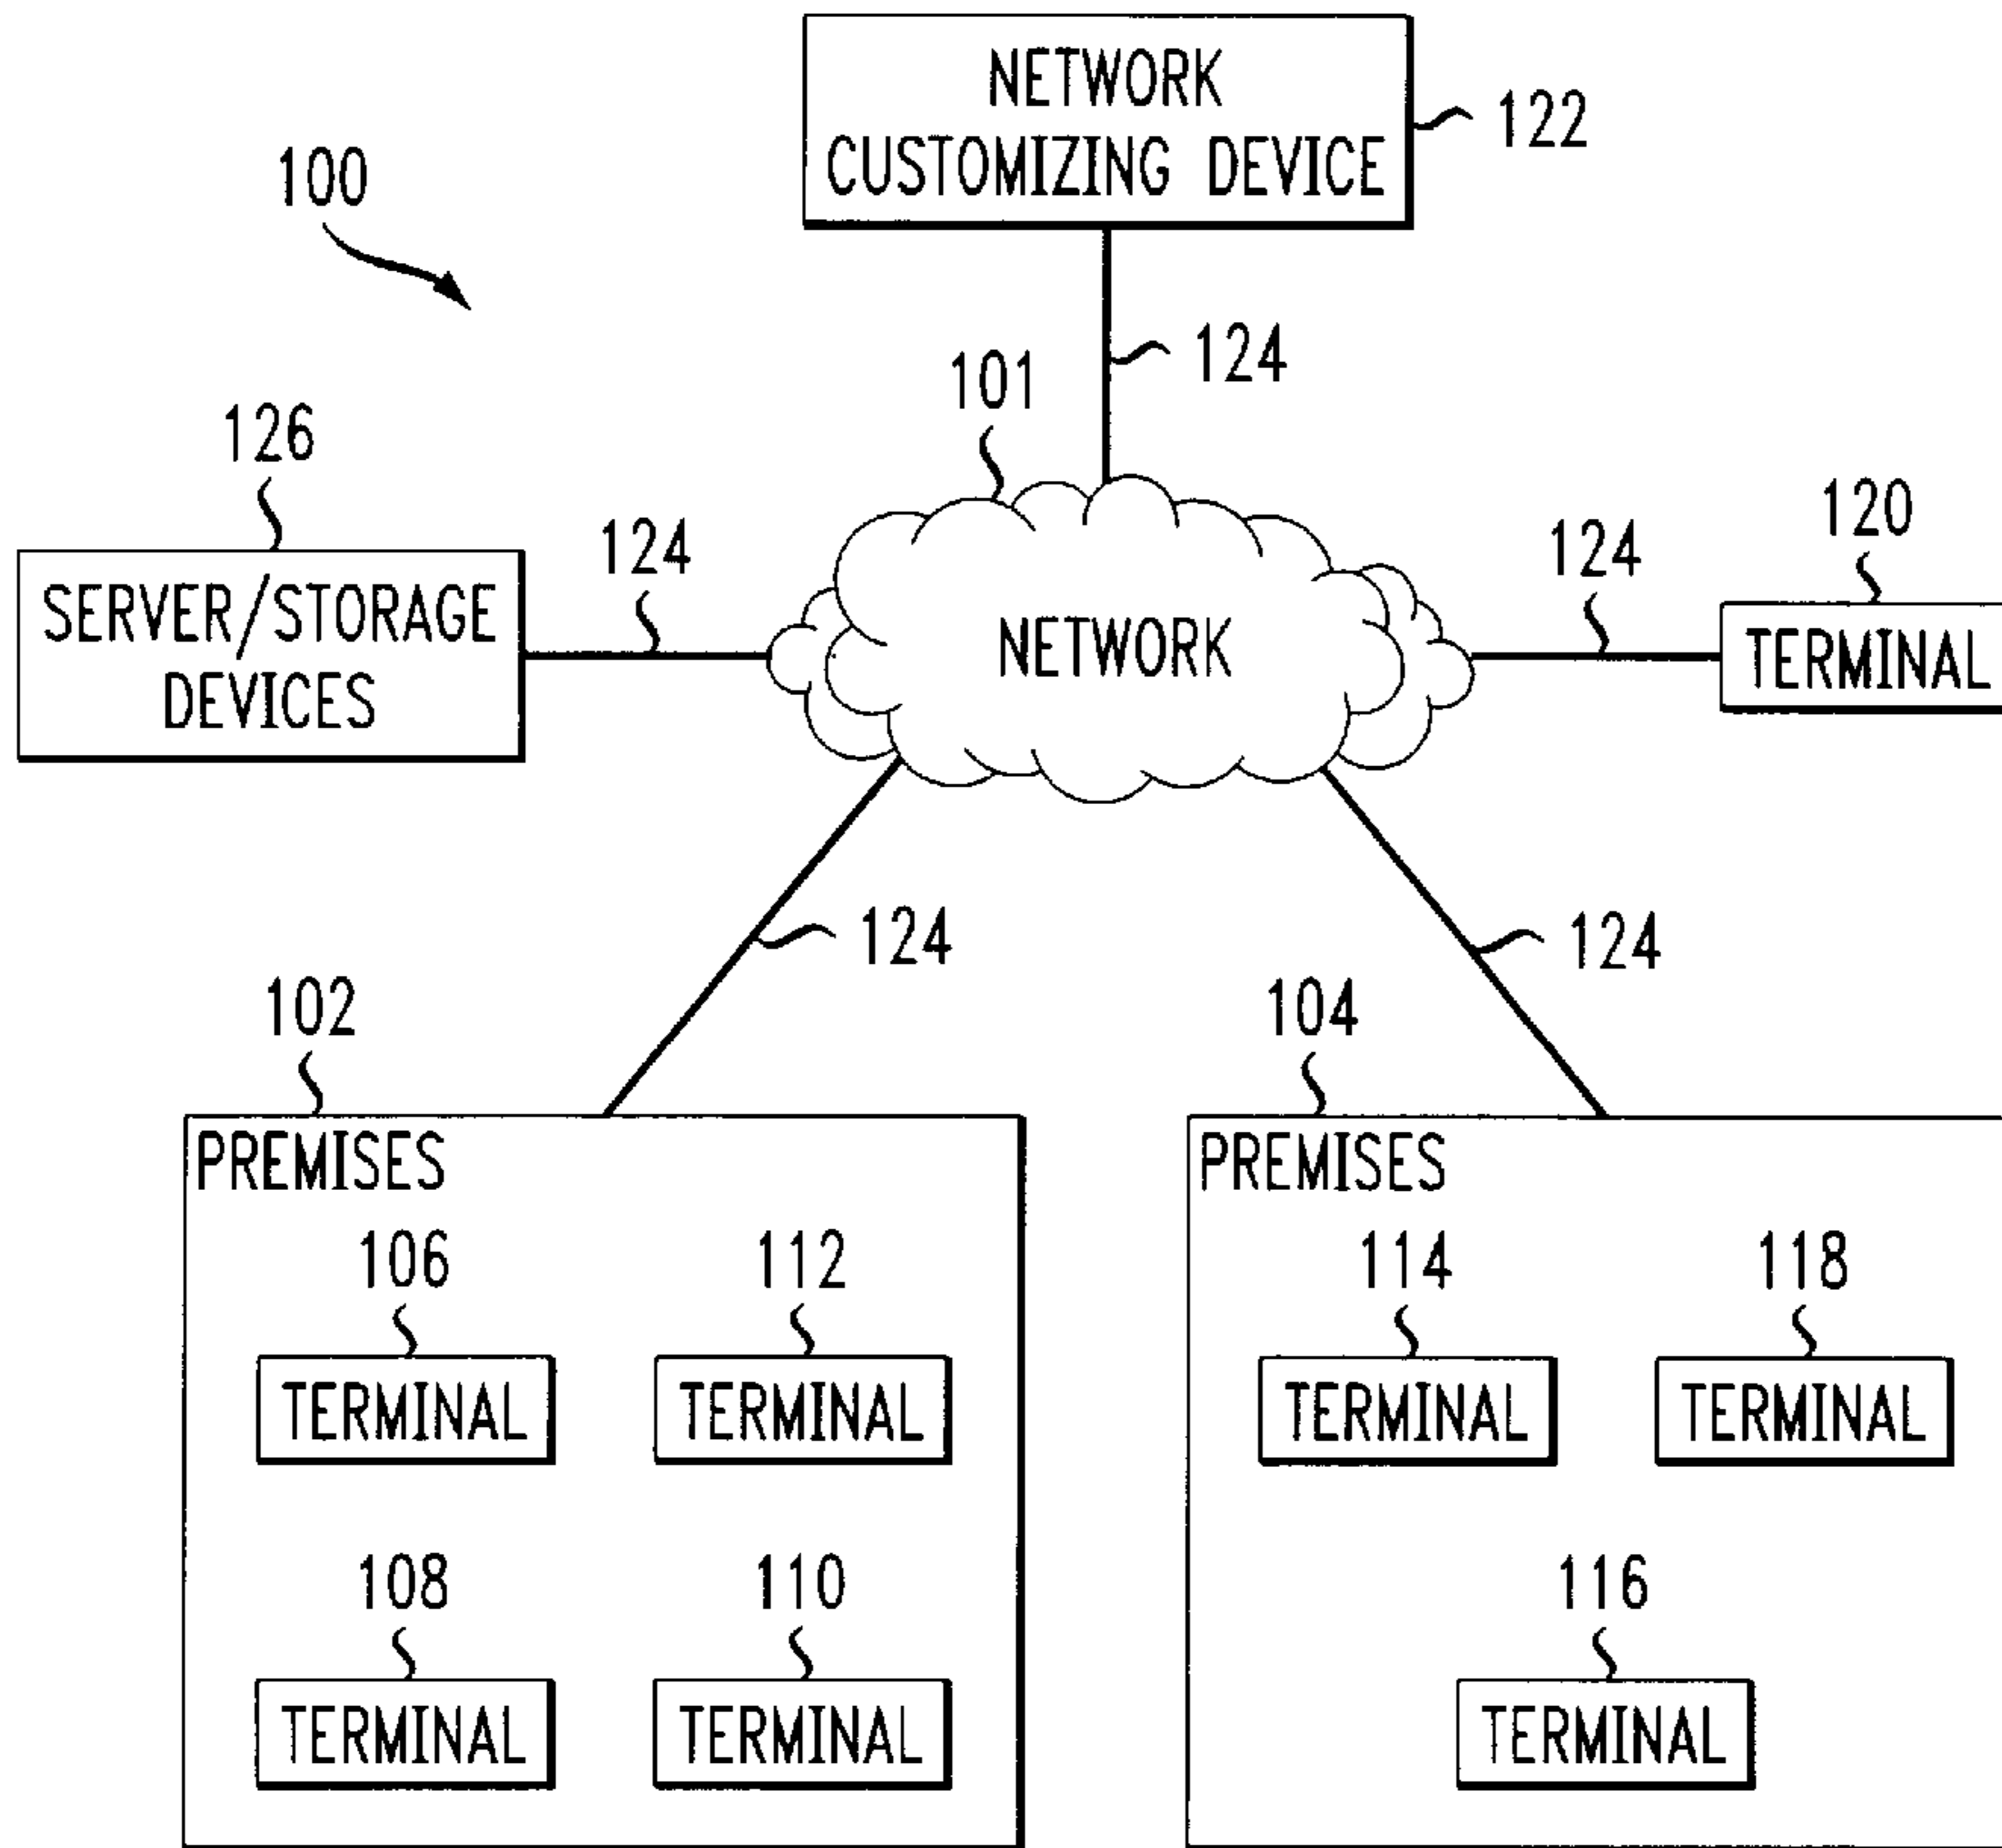 NETWORK
CUSTOMIZING DEVICE
122
100
124
101
126
SERVER/STORAGE
DEVICES
124
NETWORK
124
120
TERMINAL
124
124
102
PREMISES
104
PREMISES
106
TERMINAL
112
TERMINAL
108
TERMINAL
110
TERMINAL
114
TERMINAL
118
TERMINAL
116
TERMINAL